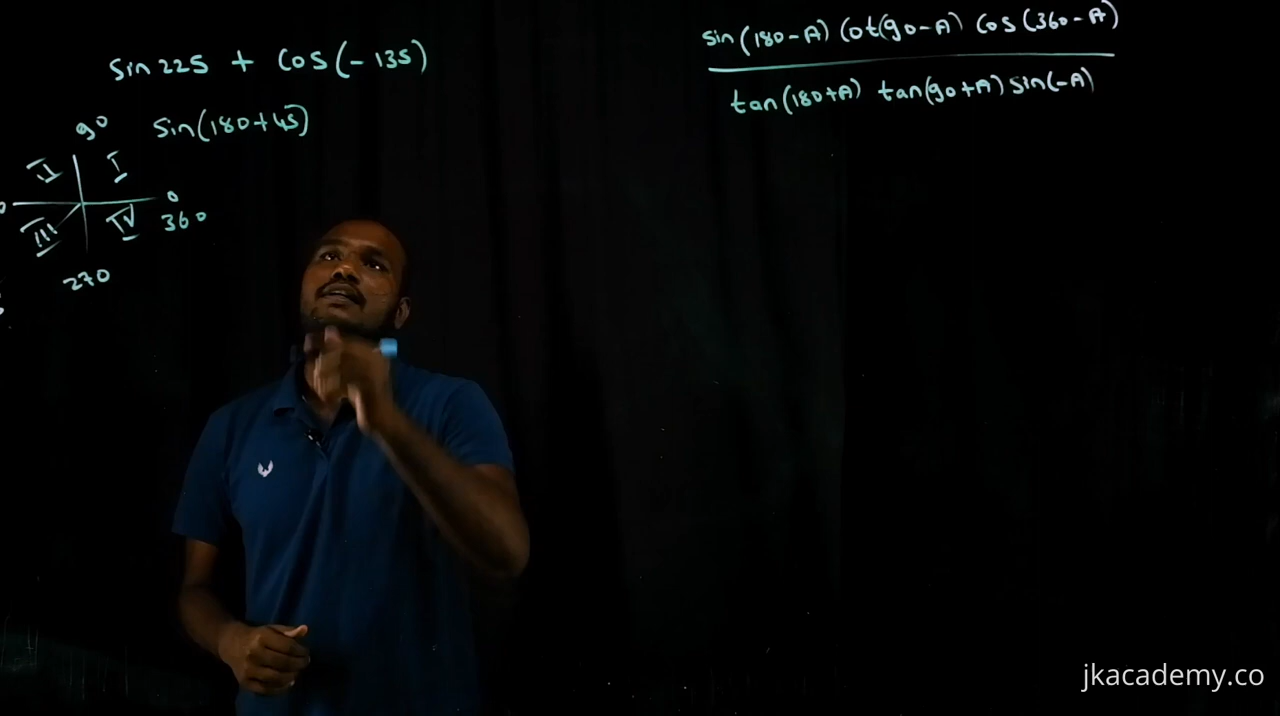 sin 225 + cos(-135)
sin(180+45)
90
II I
0
III IV 360
270
sin(180-A) cot(90-A) cos(360-A)
tan(180+A) tan(90+A) sin(-A)
jkacademy.co